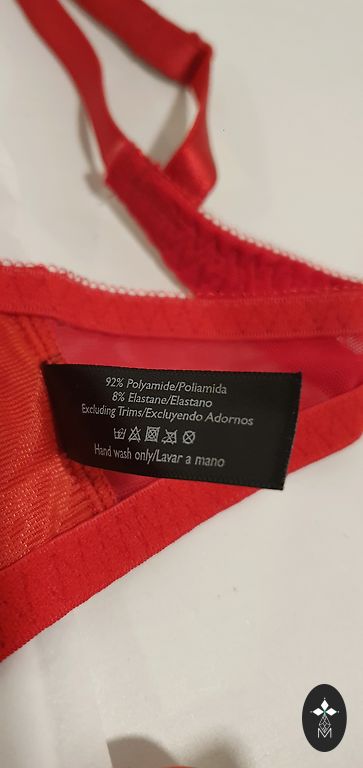 92% Polyamide/Poliamida
8% Elastane/Elastano
Excluding Trims/Excluyendo Adornos
Hand wash only/Lavar a mano
M